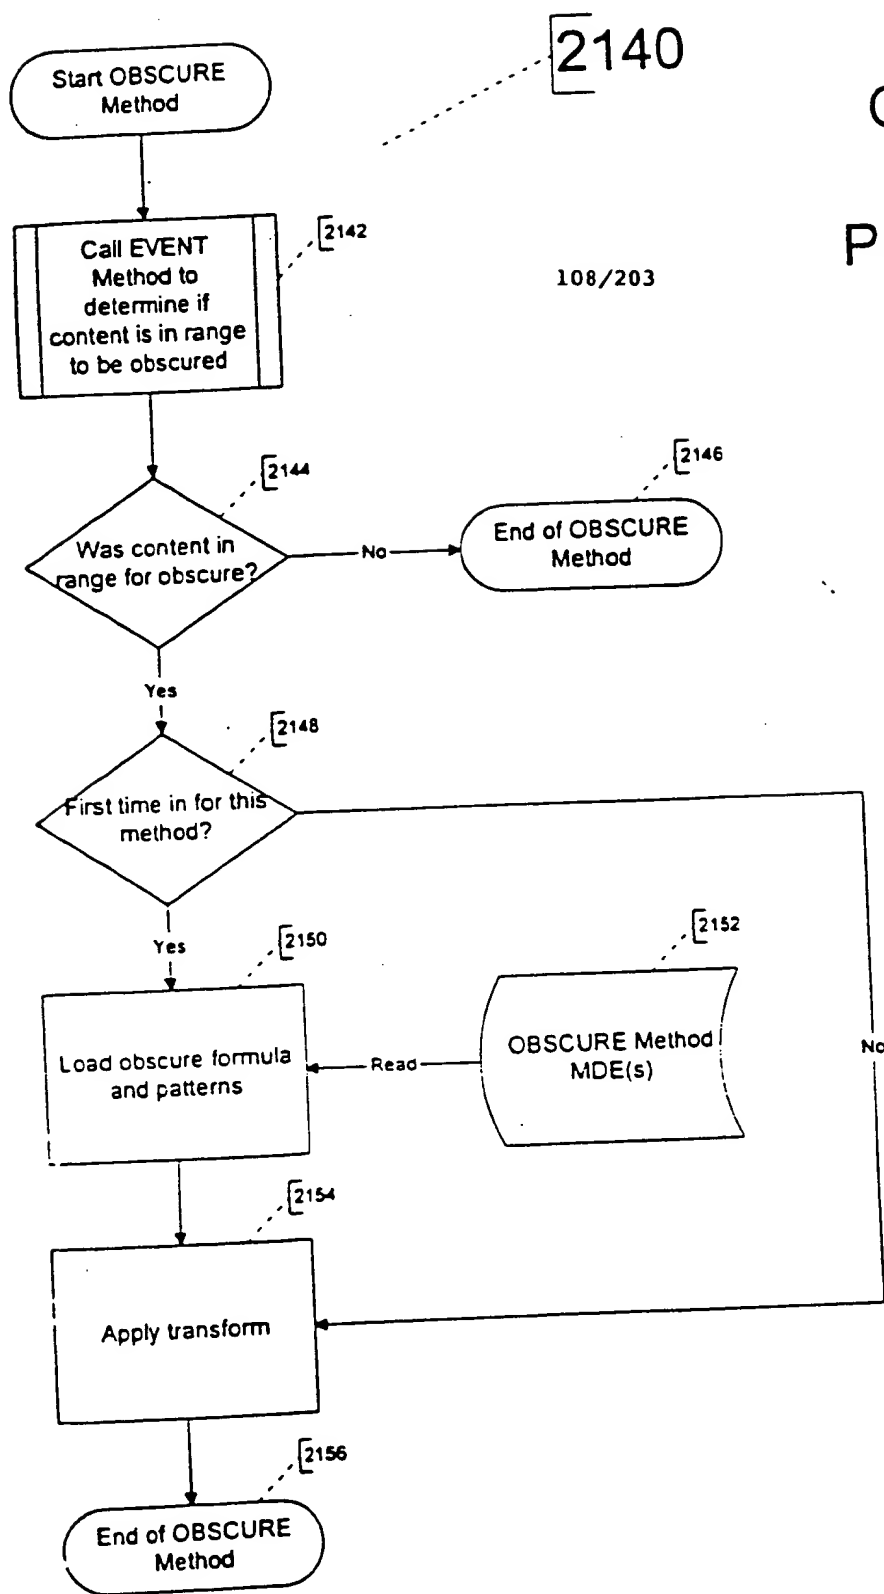 2140
Start OBSCURE
Method
P
108/203
2142
Call EVENT
Method to
determine if
content is in range
to be obscured
2144
2146
Was content in
range for obscure?
No
End of OBSCURE
Method
Yes
2148
First time in for this
method?
Yes
2150
2152
Load obscure formula
and patterns
Read
OBSCURE Method
MDE(s)
No
2154
Apply transform
2156
End of OBSCURE
Method